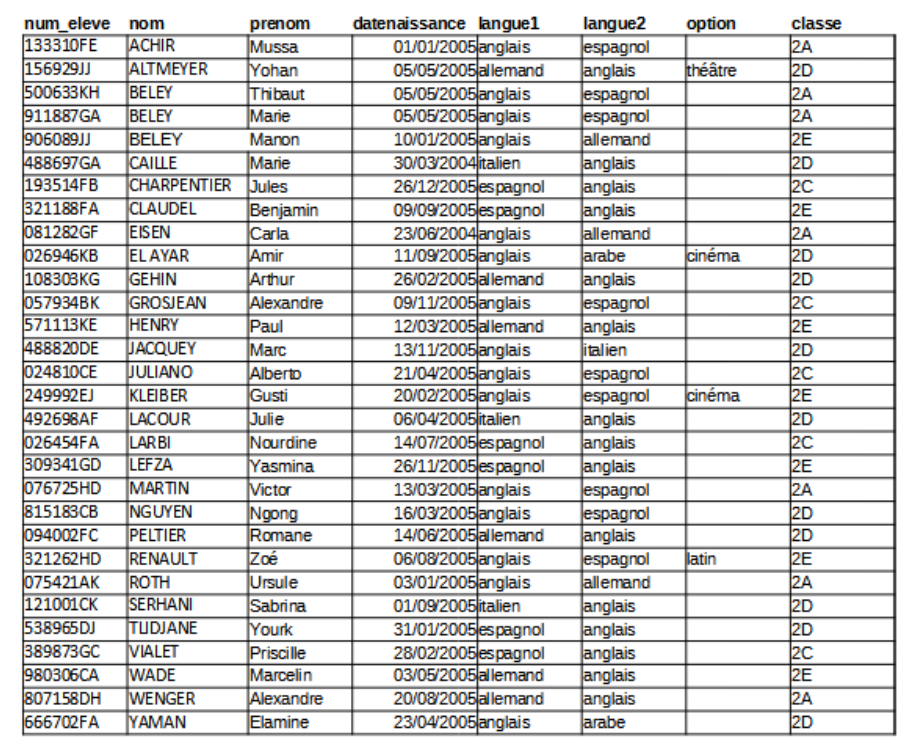 num_eleve nom prenom datenaissance langue1 langue2 option classe
133310FE ACHIR Mussa 01/01/2005 anglais espagnol 2A
156929JJ ALTMEYER Yohan 05/05/2005 allemand anglais théâtre 2D
500633KH BELEY Thibaut 05/05/2005 anglais espagnol 2A
911887GA BELEY Marie 05/05/2005 anglais espagnol 2A
906089JJ BELEY Manon 10/01/2005 anglais allemand 2E
488697GA CAILLE Marie 30/03/2004 italien anglais 2D
193514FB CHARPENTIER Jules 26/12/2005 espagnol anglais 2C
321188FA CLAUDEL Benjamin 09/09/2005 espagnol anglais 2E
081282GF EISEN Carla 23/06/2004 anglais allemand 2A
026946KB EL AYAR Amir 11/09/2005 anglais arabe cinéma 2D
108303KG GEHIN Arthur 26/02/2005 allemand anglais 2D
057934BK GROSJEAN Alexandre 09/11/2005 anglais espagnol 2C
571113KE HENRY Paul 12/03/2005 allemand anglais 2E
488820DE JACQUEY Marc 13/11/2005 anglais italien 2D
024810CE JULIANO Alberto 21/04/2005 anglais espagnol 2C
249992EJ KLEIBER Gusti 20/02/2005 anglais espagnol cinéma 2E
492698AF LACOUR Julie 06/04/2005 italien anglais 2D
026454FA LARBI Nourdine 14/07/2005 espagnol anglais 2C
309341GD LEFZA Yasmina 26/11/2005 espagnol anglais 2E
076725HD MARTIN Victor 13/03/2005 anglais espagnol 2A
815183CB NGUYEN Ngong 16/03/2005 anglais espagnol 2D
094002FC PELTIER Romane 14/06/2005 allemand anglais 2D
321262HD RENAULT Zoé 06/08/2005 anglais espagnol latin 2E
075421AK ROTH Ursule 03/01/2005 anglais allemand 2A
121001CK SERHANI Sabrina 01/09/2005 italien anglais 2D
538965DJ TLIDJANE Yourk 31/01/2005 espagnol anglais 2D
389873GC VIALET Priscille 28/02/2005 espagnol anglais 2C
980306CA WADE Marcelin 03/05/2005 allemand anglais 2E
807158DH WENGER Alexandre 20/08/2005 allemand anglais 2A
666702FA YAMAN Elamine 23/04/2005 anglais arabe 2D